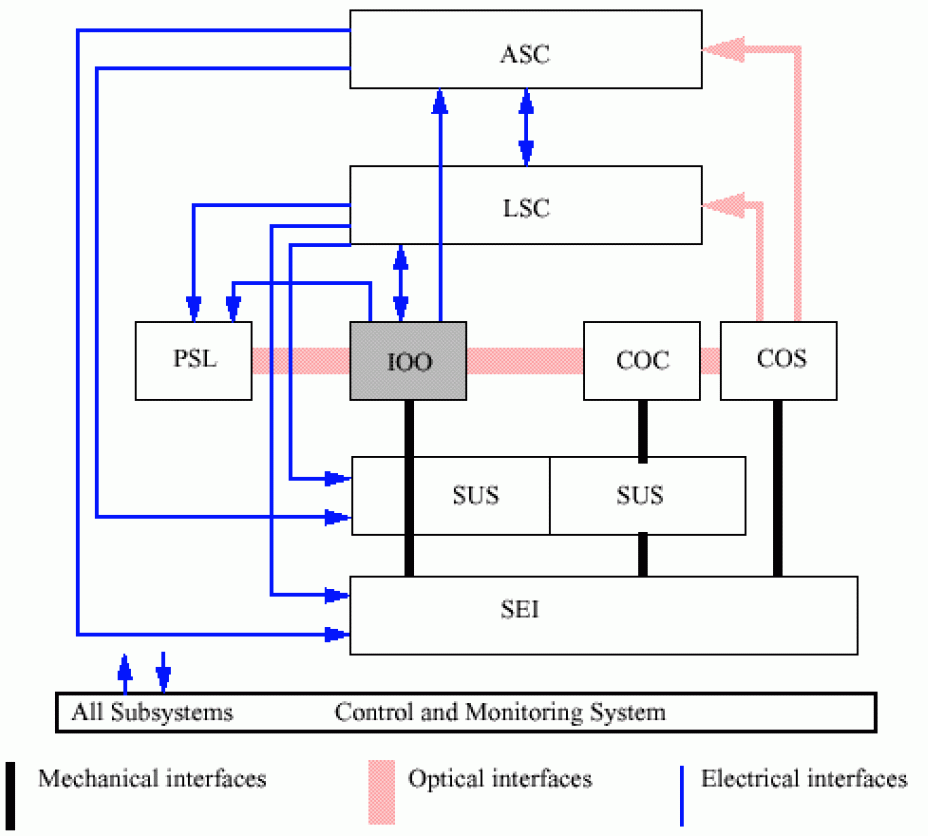 ASC
LSC
PSL
IOO
COC
COS
SUS
SUS
SEI
All Subsystems
Control and Monitoring System
Mechanical interfaces
Optical interfaces
Electrical interfaces